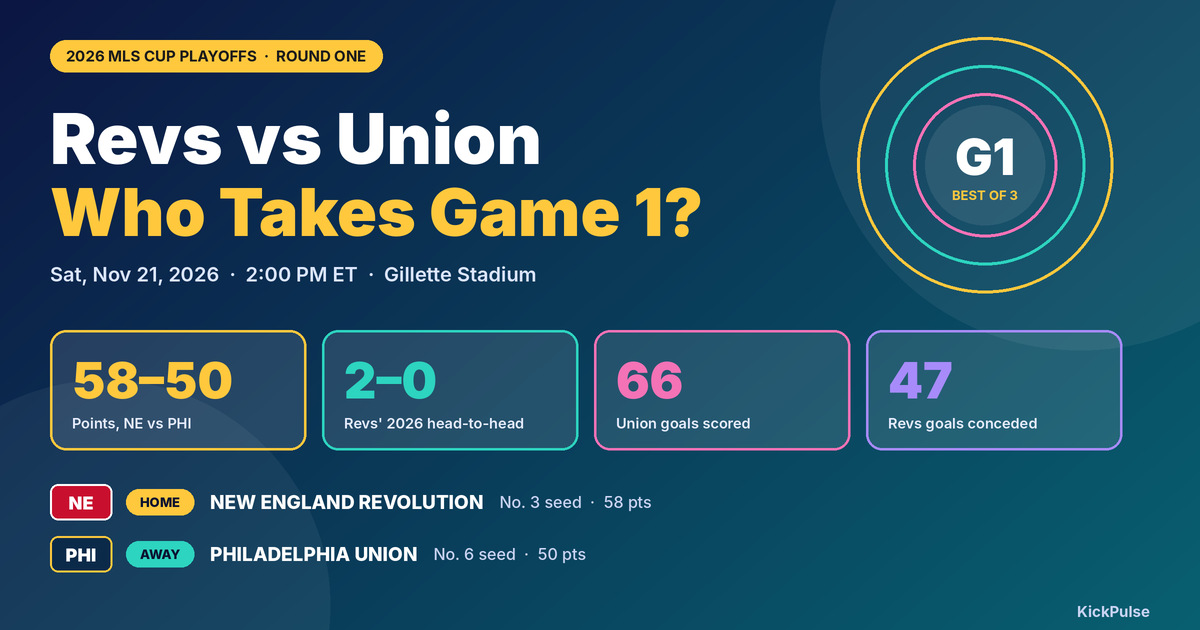 2026 MLS CUP PLAYOFFS · ROUND ONE
Revs vs Union
Who Takes Game 1?
Sat, Nov 21, 2026 · 2:00 PM ET · Gillette Stadium
G1
BEST OF 3
58–50
Points, NE vs PHI
2–0
Revs' 2026 head-to-head
66
Union goals scored
47
Revs goals conceded
NE HOME NEW ENGLAND REVOLUTION No. 3 seed · 58 pts
PHI AWAY PHILADELPHIA UNION No. 6 seed · 50 pts
KickPulse